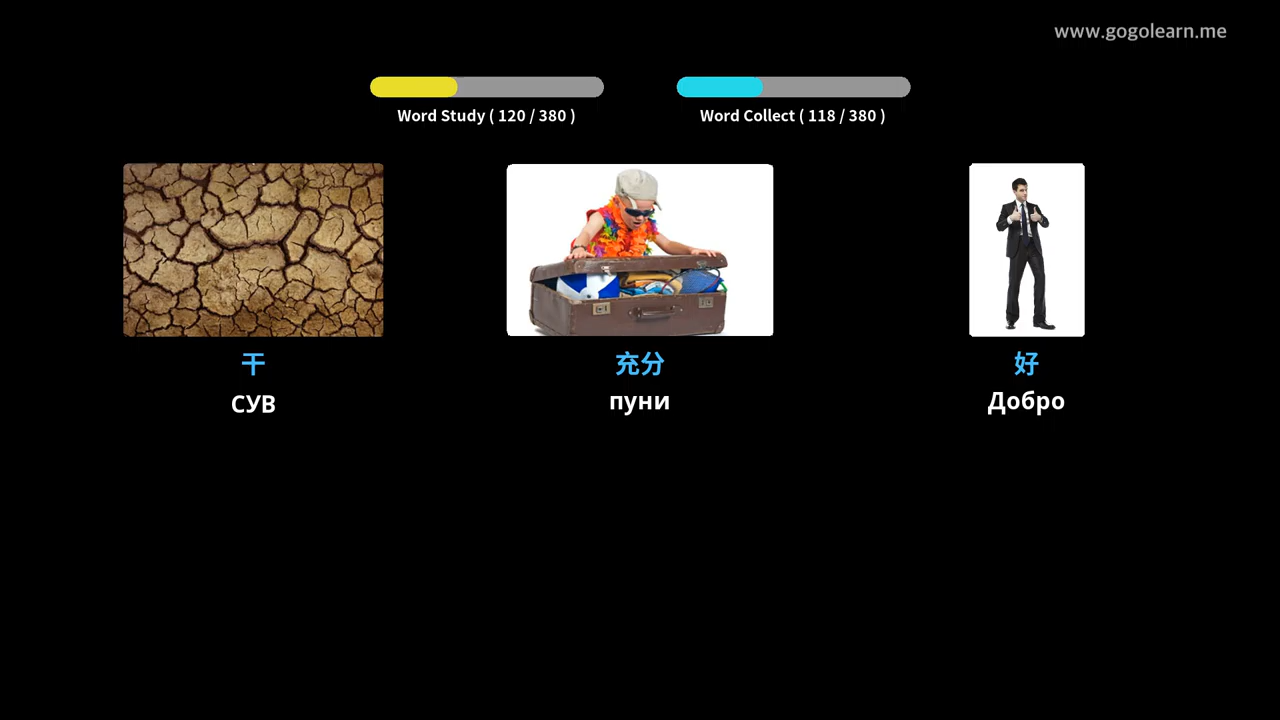 www.gogolearn.me
Word Study ( 120 / 380 )
Word Collect ( 118 / 380 )
干
充分
好
СУВ
пуни
Добро